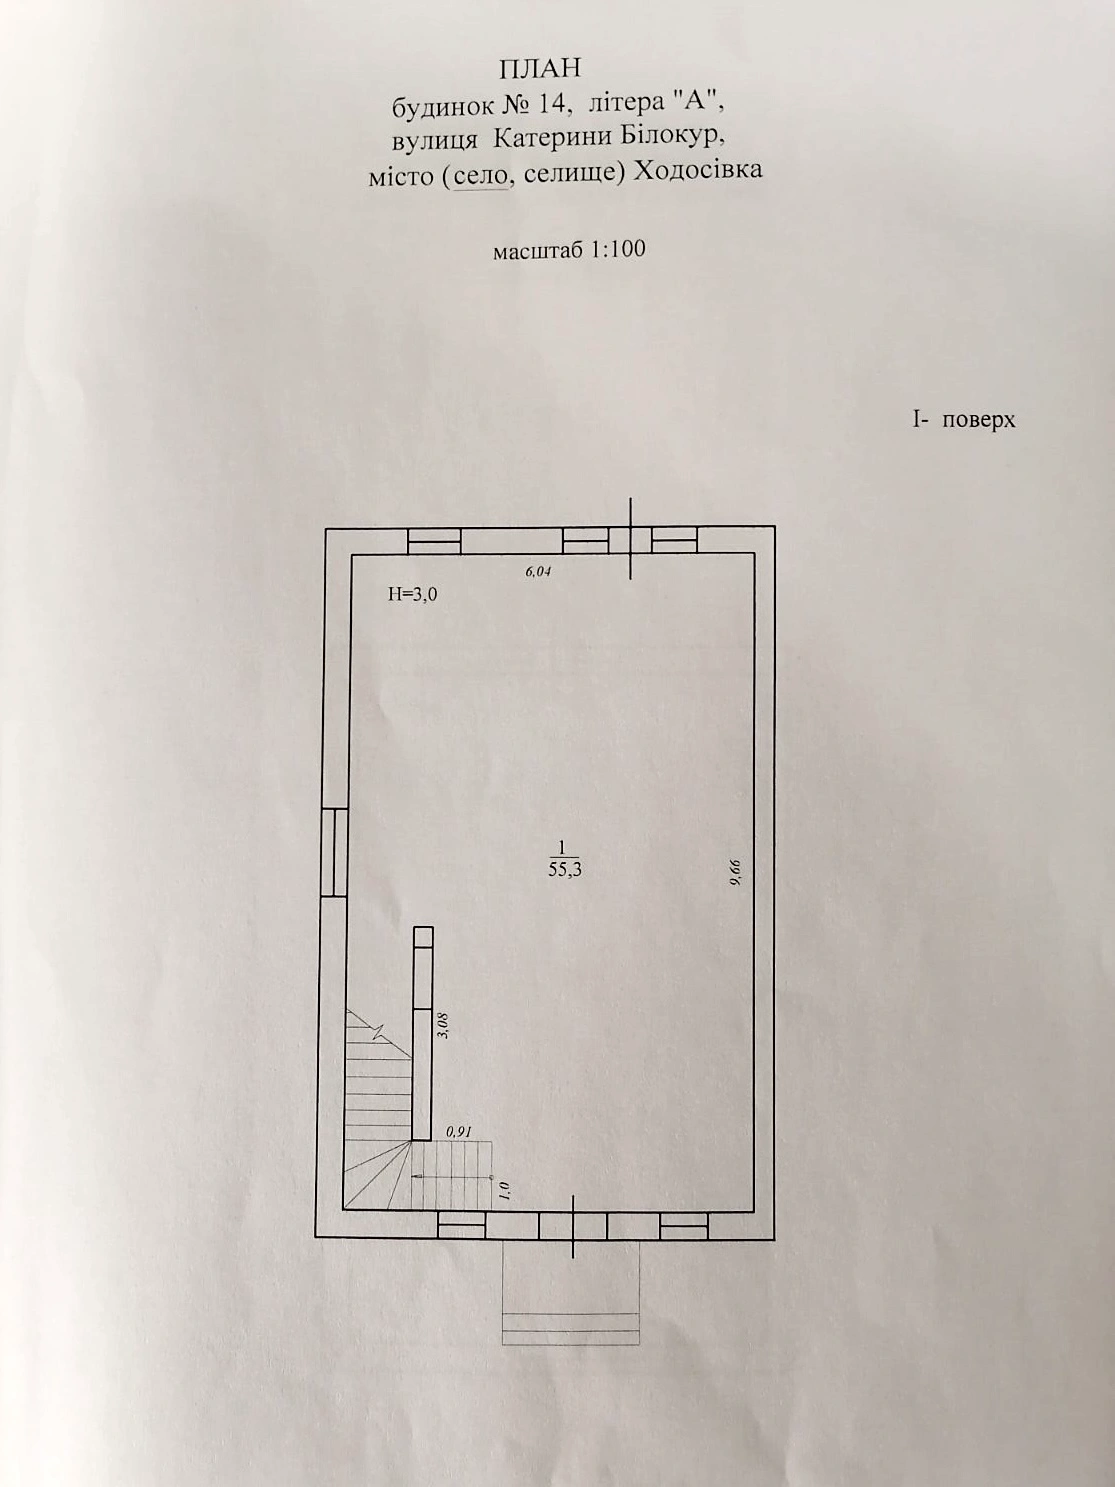 ПЛАН
будинок № 14, літера "А",
вулиця Катерини Білокур,
місто (село, селище) Ходосівка
масштаб 1:100
І- поверх
6,04
Н=3,0
1
55,3
9,66
3,08
0,91
1,0